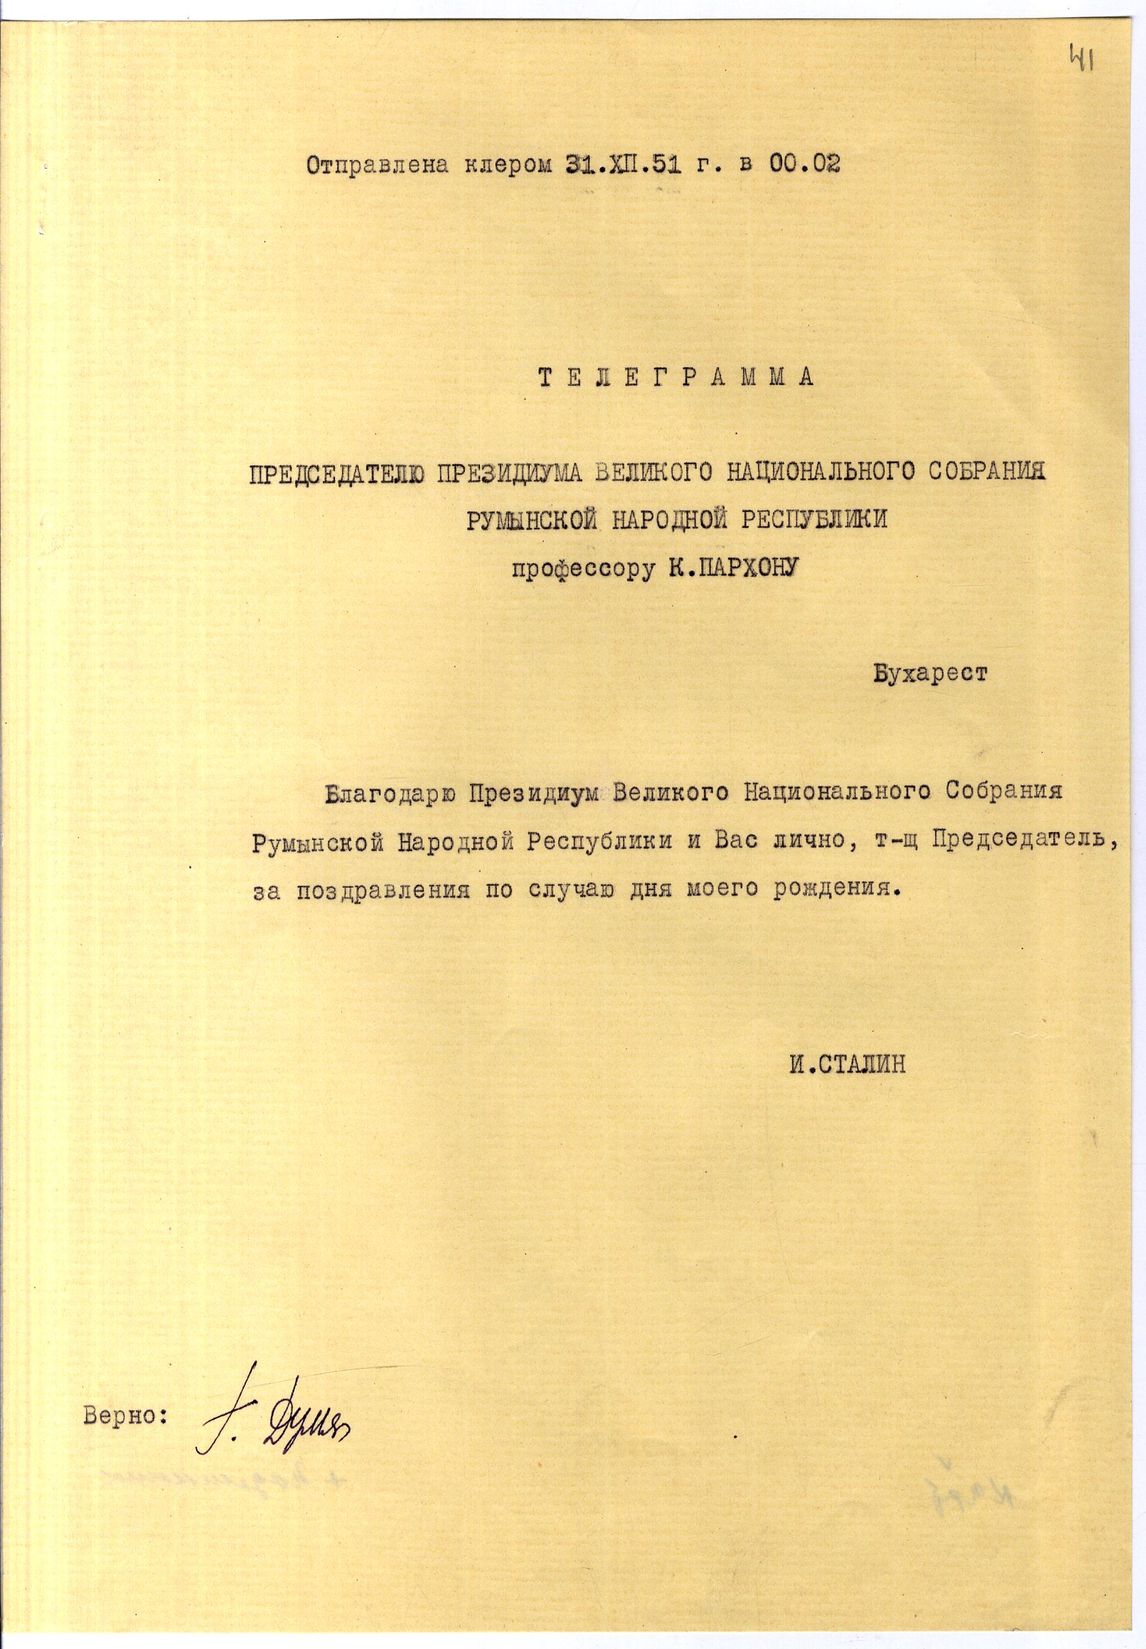 41
Отправлена клером 31.ХП.51 г. в 00.02
ТЕЛЕГРАММА
ПРЕДСЕДАТЕЛЮ ПРЕЗИДИУМА ВЕЛИКОГО НАЦИОНАЛЬНОГО СОБРАНИЯ
РУМЫНСКОЙ НАРОДНОЙ РЕСПУБЛИКИ
профессору К.ПАРХОНУ
Бухарест
Благодарю Президиум Великого Национального Собрания
Румынской Народной Республики и Вас лично, т-щ Председатель,
за поздравления по случаю дня моего рождения.
И.СТАЛИН
Верно: